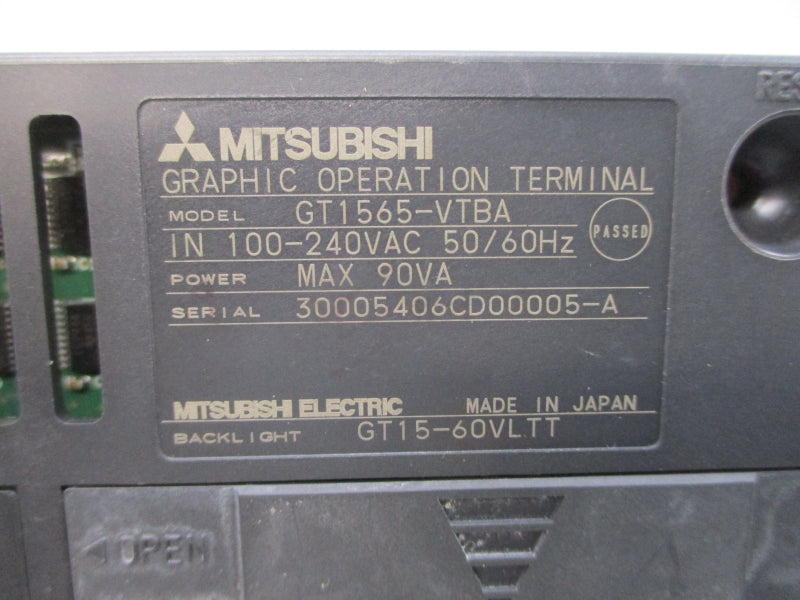 RES
MITSUBISHI
GRAPHIC OPERATION TERMINAL
MODEL GT1565-VTBA
IN 100-240VAC 50/60Hz
PASSED
POWER MAX 90VA
SERIAL 30005406CD00005-A
MITSUBISHI ELECTRIC MADE IN JAPAN
BACKLIGHT GT15-60VLTT
OPEN